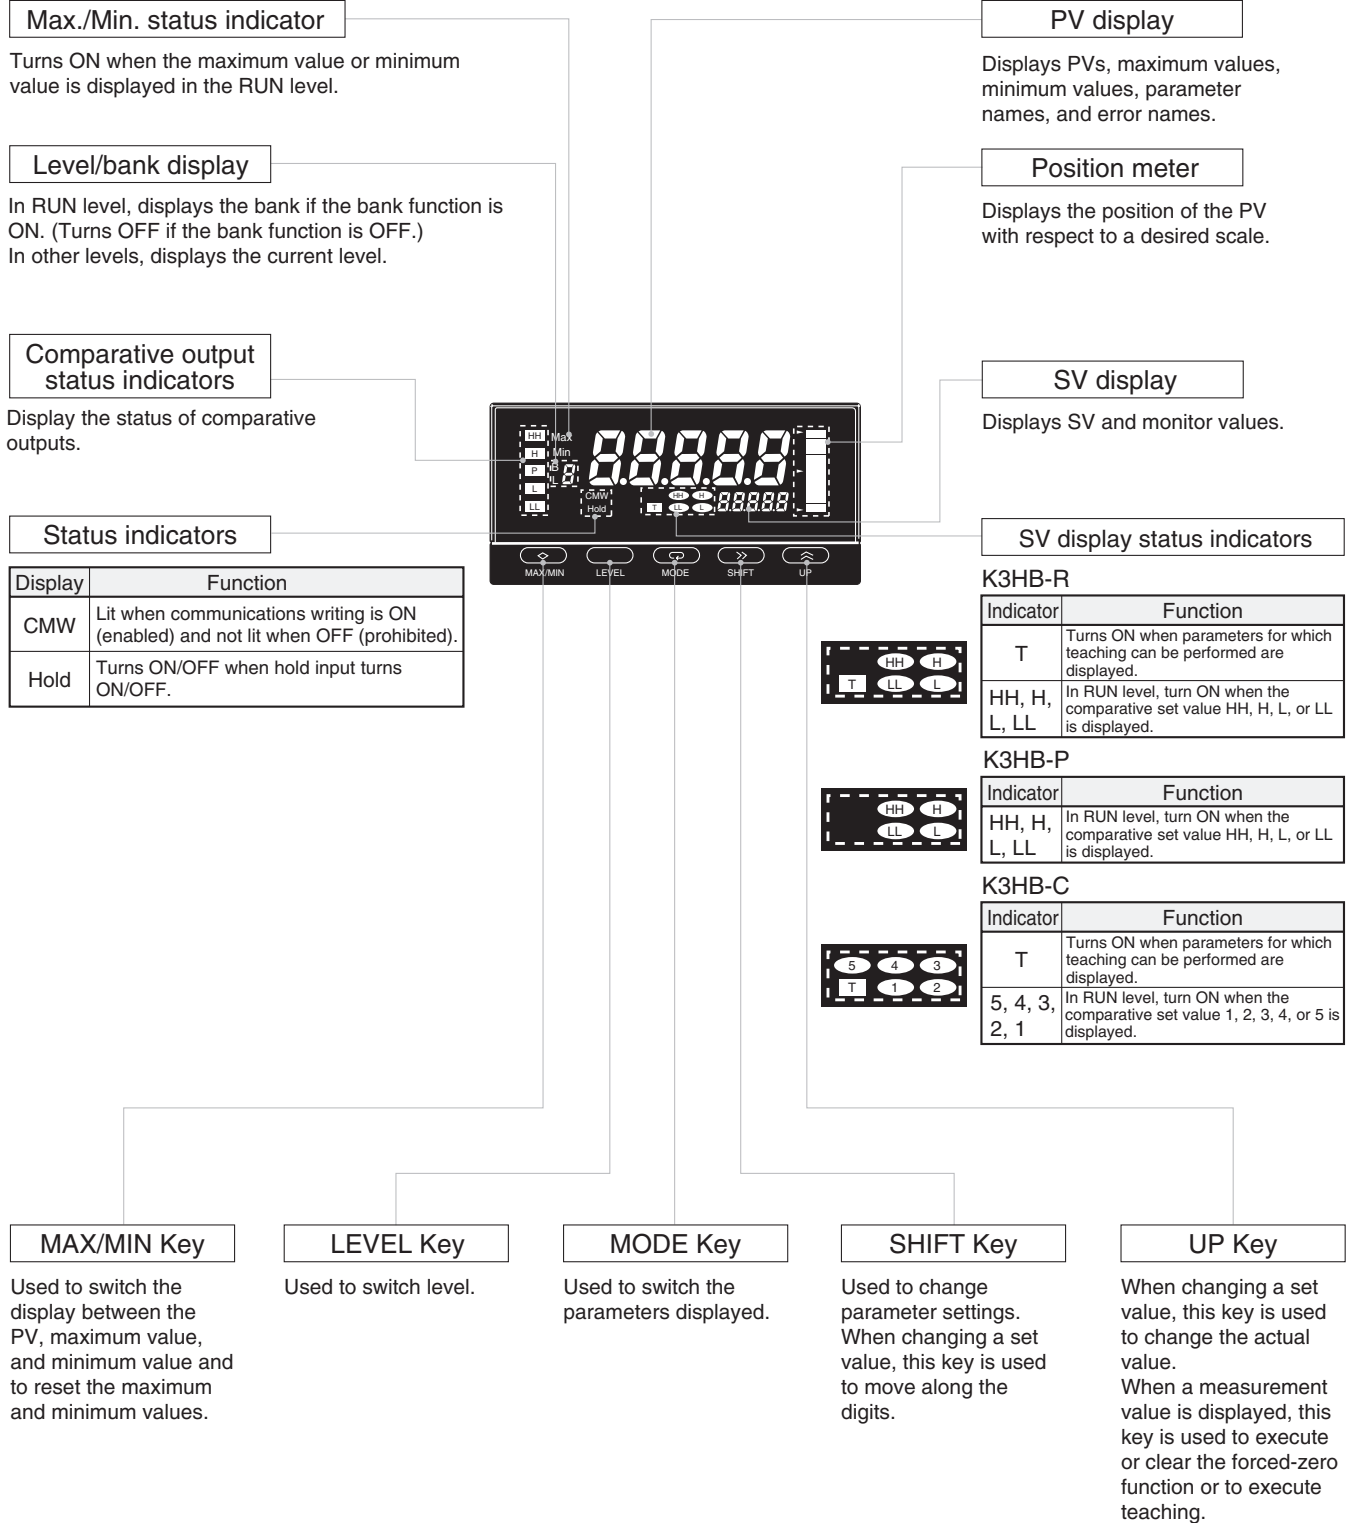 Max./Min. status indicator
Turns ON when the maximum value or minimum
value is displayed in the RUN level.
Level/bank display
In RUN level, displays the bank if the bank function is
ON. (Turns OFF if the bank function is OFF.)
In other levels, displays the current level.
Comparative output
status indicators
Display the status of comparative
outputs.
Status indicators
Display Function
CMW Lit when communications writing is ON
(enabled) and not lit when OFF (prohibited).
Hold Turns ON/OFF when hold input turns
ON/OFF.
PV display
Displays PVs, maximum values,
minimum values, parameter
names, and error names.
Position meter
Displays the position of the PV
with respect to a desired scale.
SV display
Displays SV and monitor values.
HH Max
H Min
P B 8
L L
LL
88888
CMW
Hold
HH H
T LL L
88888
MAX/MIN LEVEL MODE SHIFT UP
SV display status indicators
K3HB-R
HH H
T LL L
Indicator Function
T Turns ON when parameters for which
teaching can be performed are
displayed.
HH, H, In RUN level, turn ON when the
L, LL comparative set value HH, H, L, or LL
is displayed.
K3HB-P
HH H
LL L
Indicator Function
HH, H, In RUN level, turn ON when the
L, LL comparative set value HH, H, L, or LL
is displayed.
K3HB-C
5 4 3
T 1 2
Indicator Function
T Turns ON when parameters for which
teaching can be performed are
displayed.
5, 4, 3, In RUN level, turn ON when the
2, 1 comparative set value 1, 2, 3, 4, or 5 is
displayed.
MAX/MIN Key
Used to switch the
display between the
PV, maximum value,
and minimum value and
to reset the maximum
and minimum values.
LEVEL Key
Used to switch level.
MODE Key
Used to switch the
parameters displayed.
SHIFT Key
Used to change
parameter settings.
When changing a set
value, this key is used
to move along the
digits.
UP Key
When changing a set
value, this key is used
to change the actual
value.
When a measurement
value is displayed, this
key is used to execute
or clear the forced-zero
function or to execute
teaching.